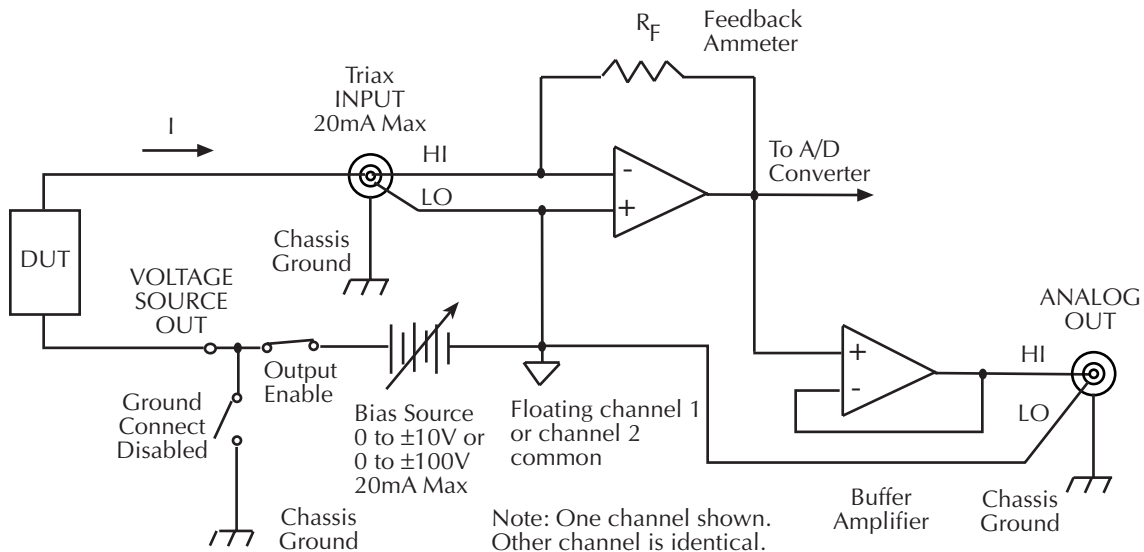 R_F
Feedback
Ammeter
Triax
INPUT
20mA Max
I
HI
LO
-
+
To A/D
Converter
DUT
Chassis
Ground
VOLTAGE
SOURCE
OUT
Output
Enable
Ground
Connect
Disabled
Chassis
Ground
Bias Source
0 to ±10V or
0 to ±100V
20mA Max
Floating channel 1
or channel 2
common
+
-
ANALOG
OUT
HI
LO
Buffer
Amplifier
Chassis
Ground
Note: One channel shown.
Other channel is identical.